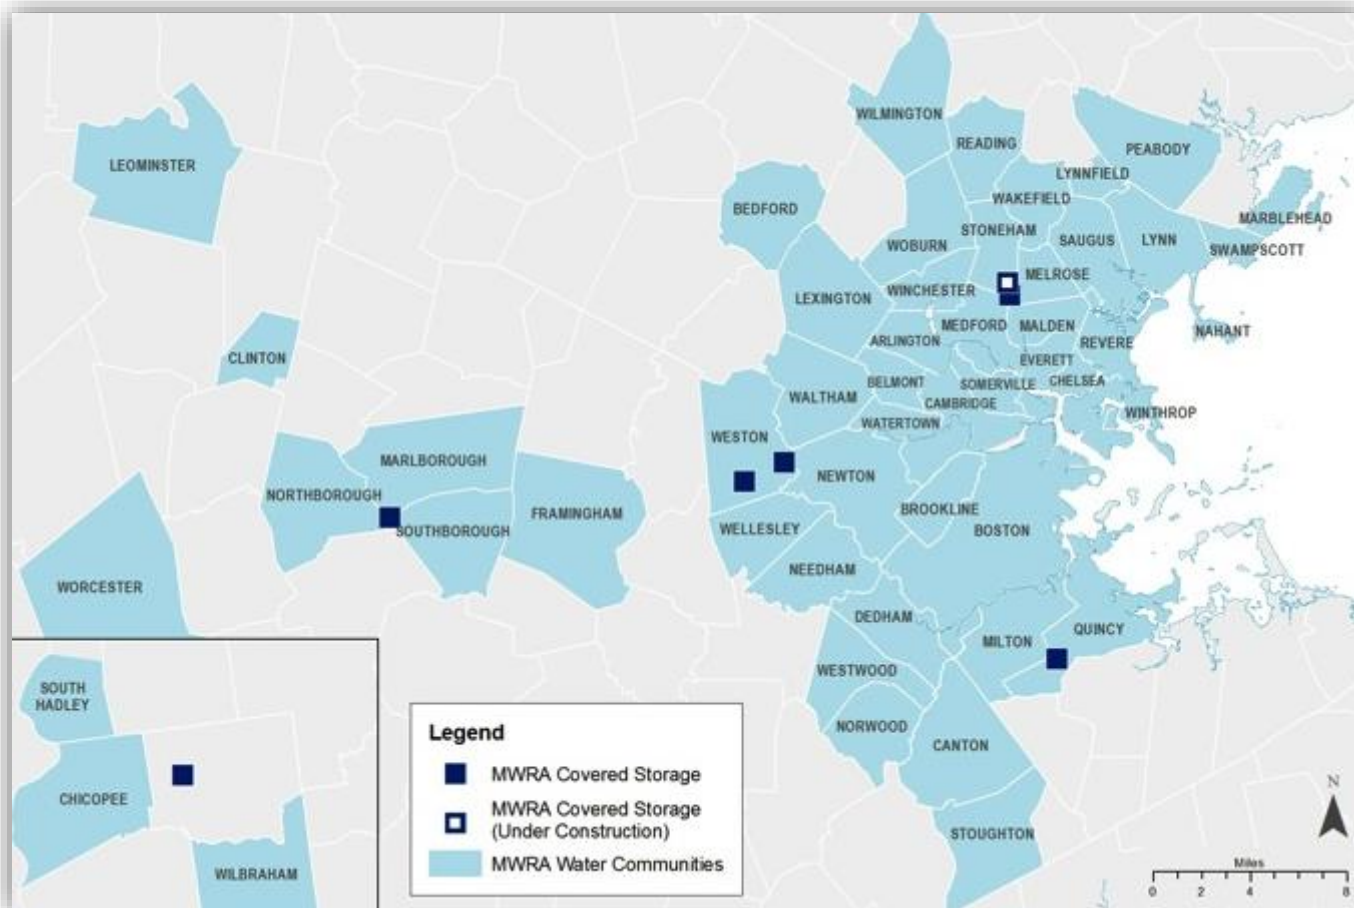 WILMINGTON
READING
PEABODY
LEOMINSTER
LYNNFIELD
WAKEFIELD
BEDFORD
MARBLEHEAD
STONEHAM
SAUGUS
LYNN
WOBURN
SWAMPSCOTT
MELROSE
WINCHESTER
LEXINGTON
MEDFORD
MALDEN
NAHANT
ARLINGTON
REVERE
CLINTON
EVERETT
BELMONT
SOMERVILLE
CHELSEA
WALTHAM
CAMBRIDGE
WINTHROP
WATERTOWN
WESTON
MARLBOROUGH
NEWTON
NORTHBOROUGH
BROOKLINE
FRAMINGHAM
SOUTHBOROUGH
WELLESLEY
BOSTON
NEEDHAM
WORCESTER
DEDHAM
QUINCY
MILTON
WESTWOOD
SOUTH
HADLEY
NORWOOD
CANTON
CHICOPEE
STOUGHTON
WILBRAHAM
Legend
MWRA Covered Storage
MWRA Covered Storage
(Under Construction)
MWRA Water Communities
N
Miles
0 2 4 8